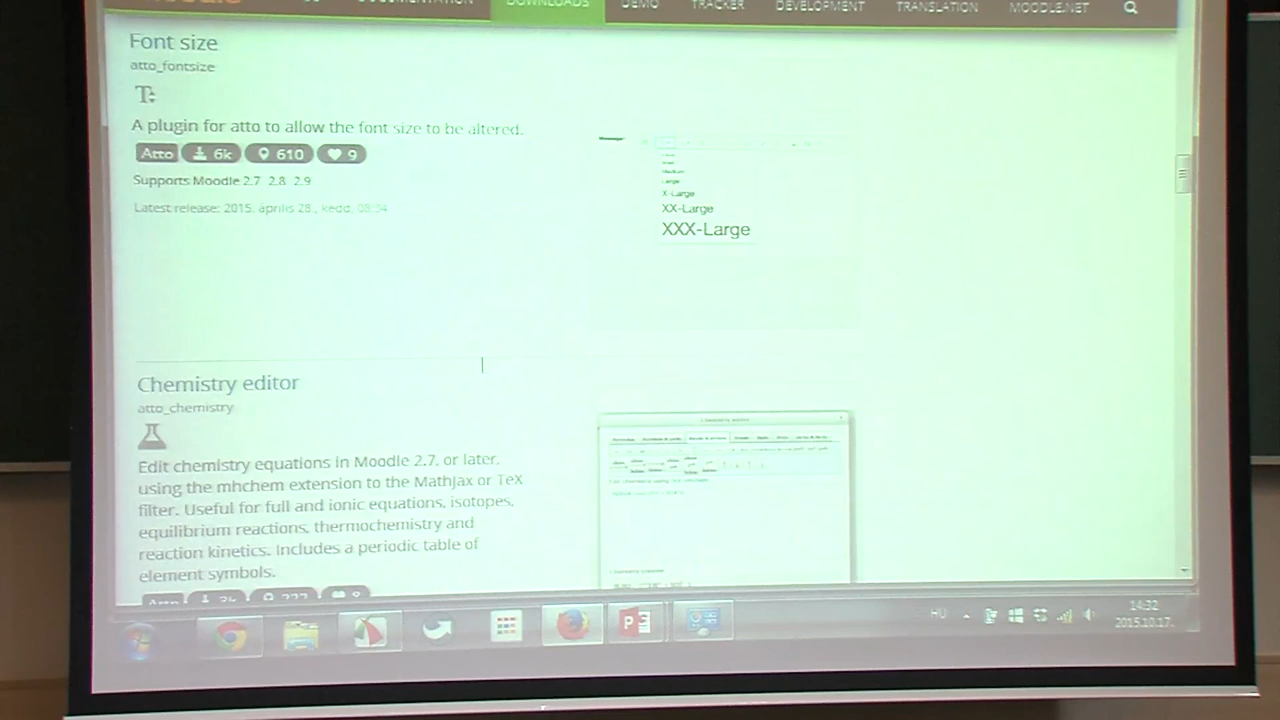 DOCUMENTATION
DOWNLOADS
DEMO
TRACKER
DEVELOPMENT
TRANSLATION
MOODLE.NET
Font size
atto_fontsize
A plugin for atto to allow the font size to be altered.
Atto 6k 610 9
Supports Moodle 2.7 2.8 2.9
Latest release: 2015. április 28., kedd, 08:34
Medium
Large
X-Large
XX-Large
XXX-Large
Chemistry editor
atto_chemistry
Edit chemistry equations in Moodle 2.7, or later,
using the mhchem extension to the MathJax or TeX
filter. Useful for full and ionic equations, isotopes,
equilibrium reactions, thermochemistry and
reaction kinetics. Includes a periodic table of
element symbols.
HU
14:32
2015.10.17.